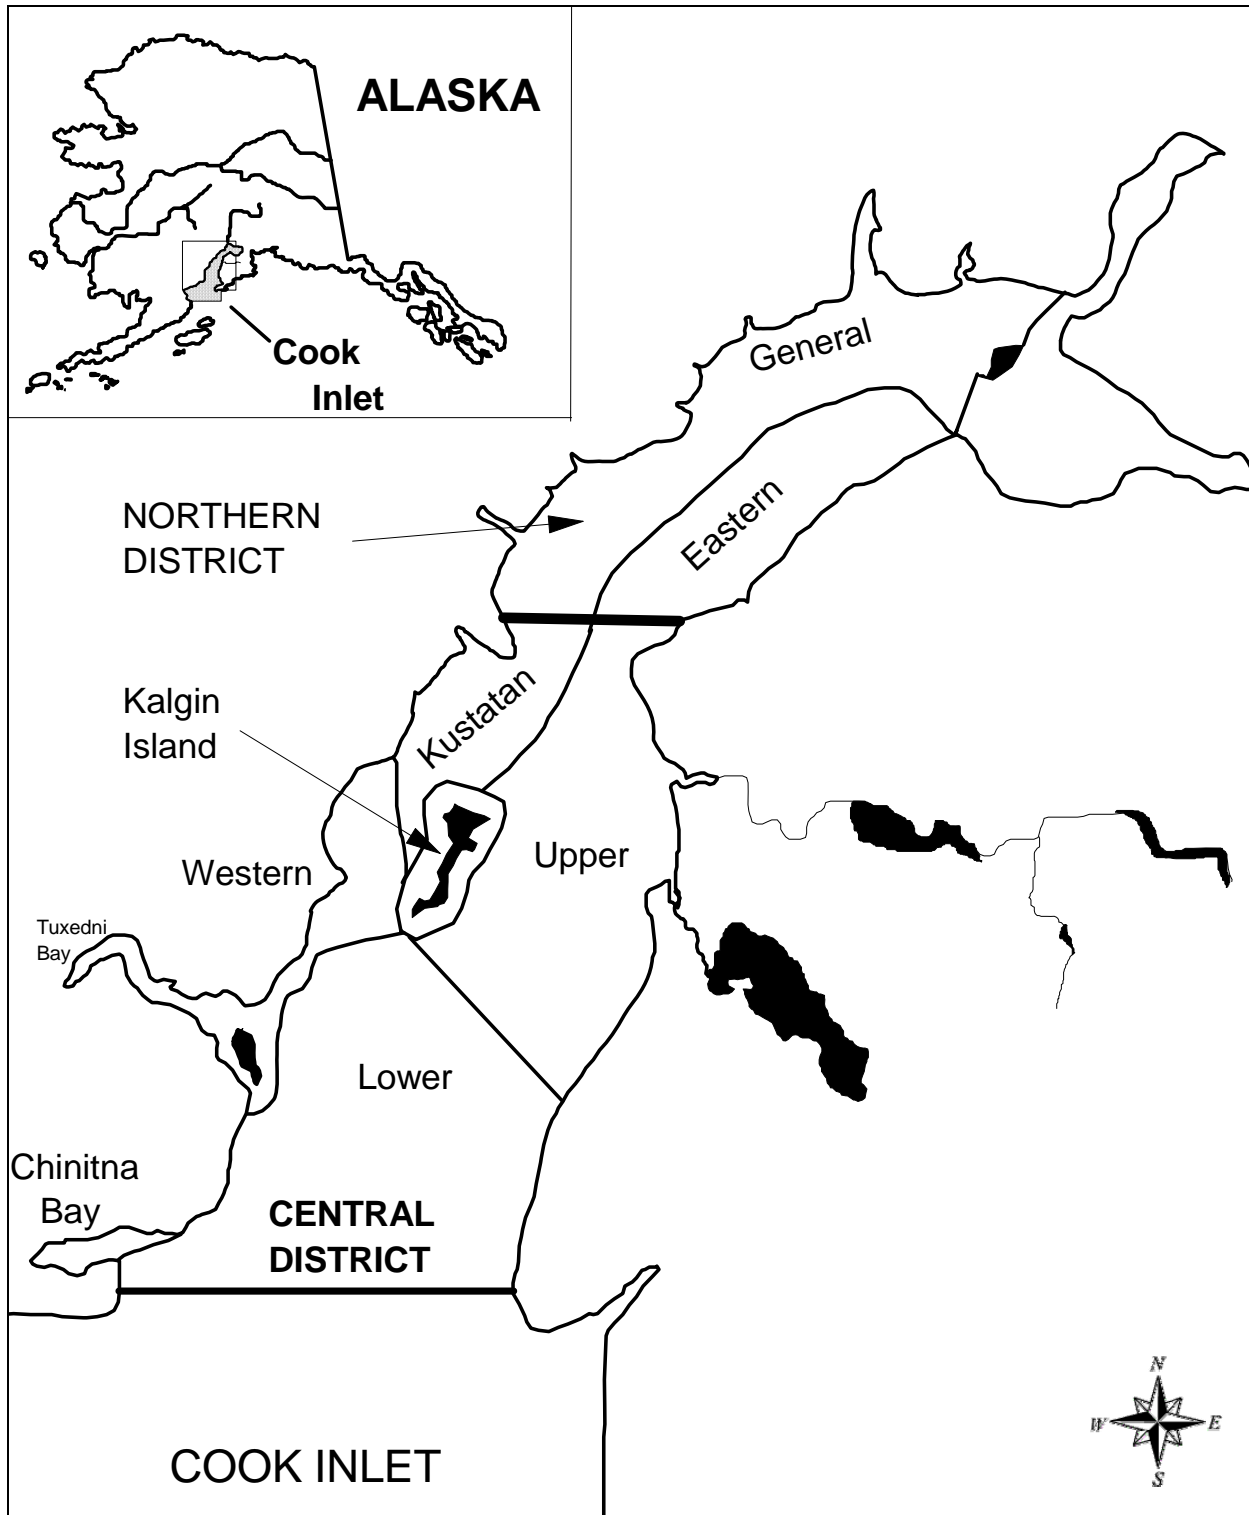 ALASKA
Cook
Inlet
General
Eastern
NORTHERN
DISTRICT
Kustatan
Kalgin
Island
Upper
Western
Tuxedni
Bay
Lower
Chinitna
Bay
CENTRAL
DISTRICT
COOK INLET
N
W
E
S